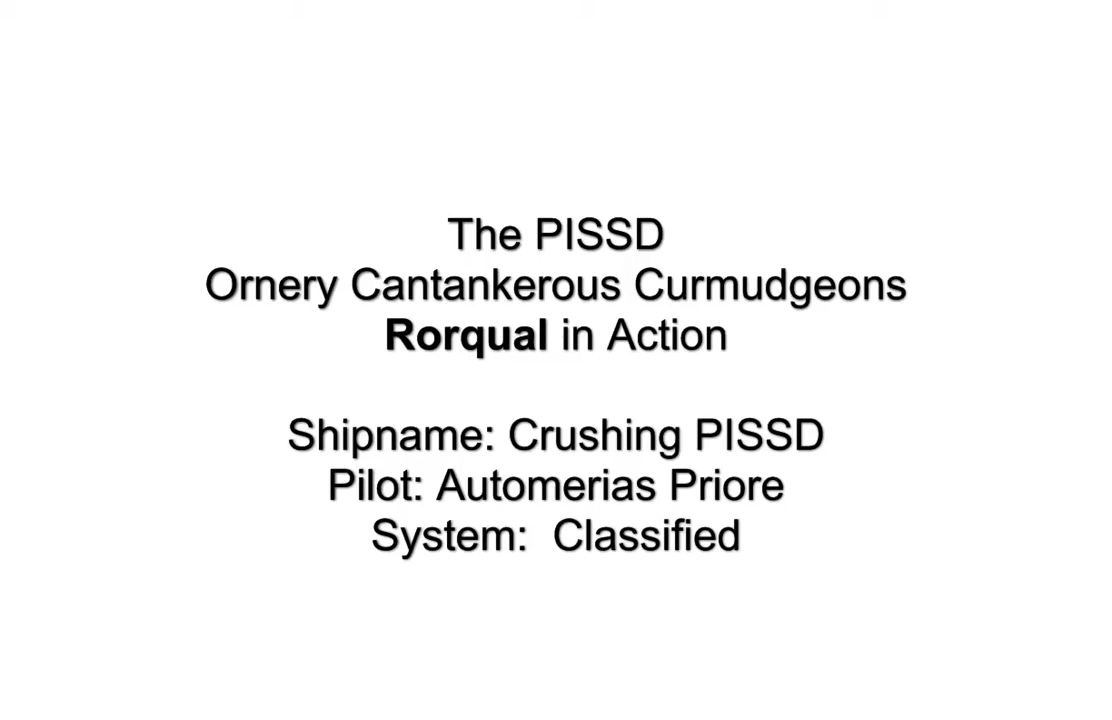 The PISSD
Ornery Cantankerous Curmudgeons
Rorqual in Action
Shipname: Crushing PISSD
Pilot: Automerias Priore
System:  Classified